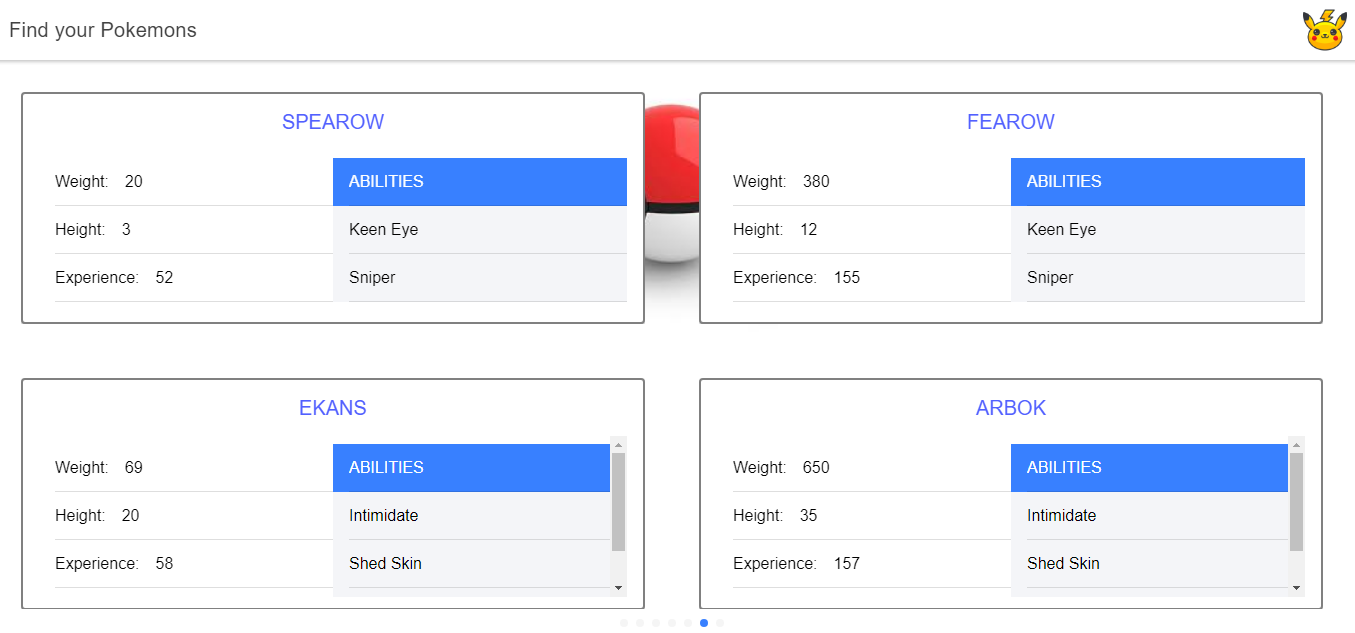 Find your Pokemons
SPEAROW
Weight: 20
ABILITIES
Height: 3
Keen Eye
Experience: 52
Sniper
FEAROW
Weight: 380
ABILITIES
Height: 12
Keen Eye
Experience: 155
Sniper
EKANS
Weight: 69
ABILITIES
Height: 20
Intimidate
Experience: 58
Shed Skin
ARBOK
Weight: 650
ABILITIES
Height: 35
Intimidate
Experience: 157
Shed Skin